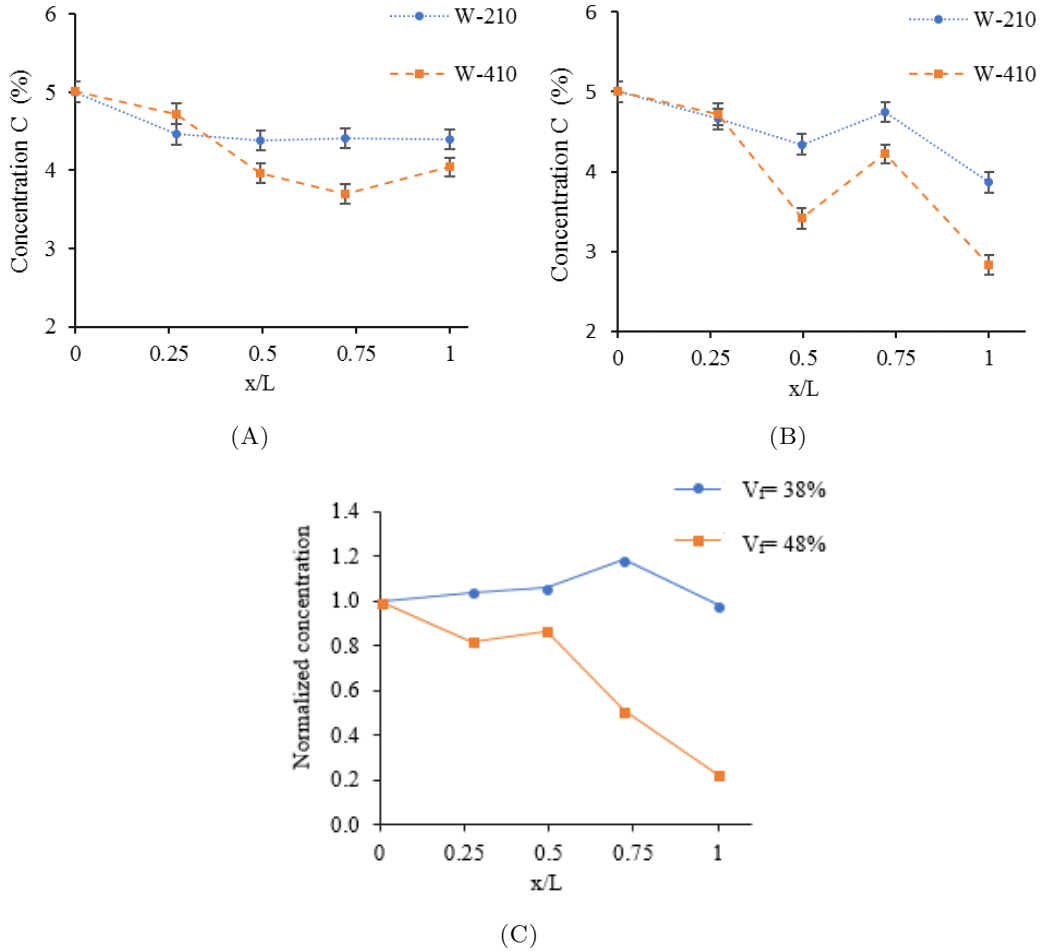 6
5
4
3
2
0
0.25
0.5
0.75
1
x/L
Concentration C (%)
W-210
W-410
(A)
6
5
4
3
2
0
0.25
0.5
0.75
1
x/L
Concentration C (%)
W-210
W-410
(B)
1.4
1.2
1.0
0.8
0.6
0.4
0.2
0.0
0
0.25
0.5
0.75
1
x/L
Normalized concentration
Vf= 38%
Vf= 48%
(C)